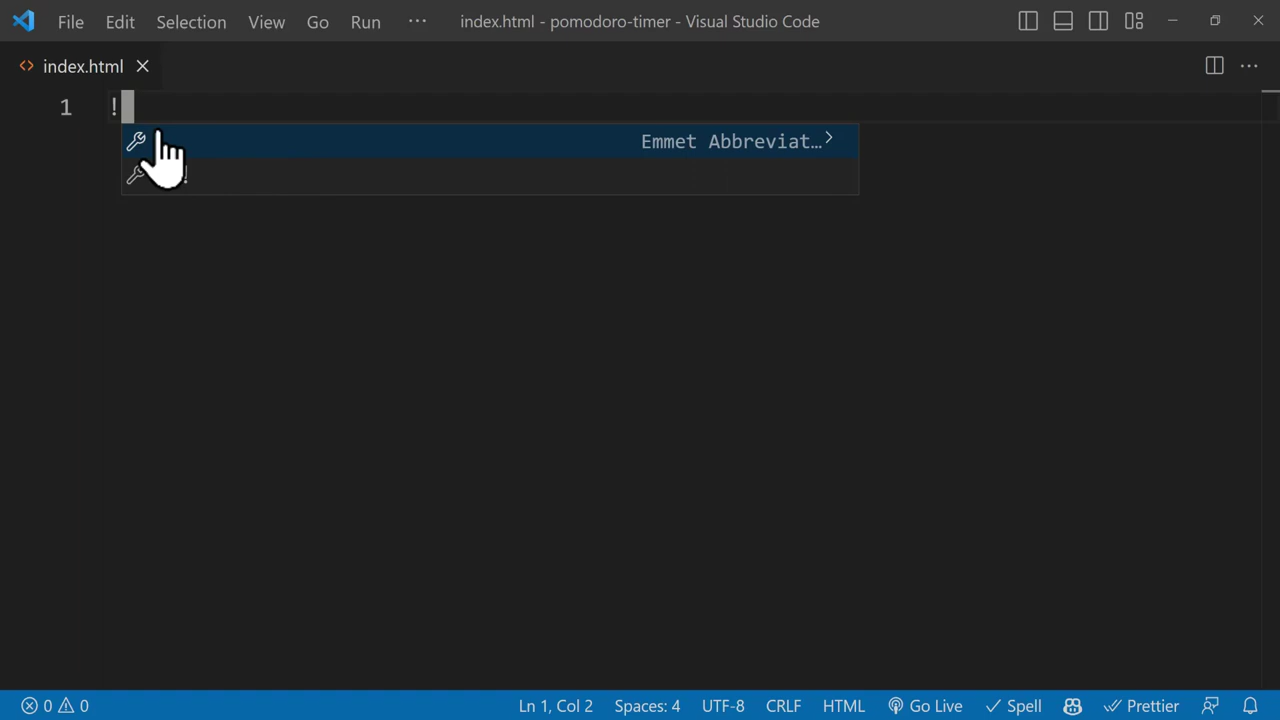 File Edit Selection View Go Run ··· index.html - pomodoro-timer - Visual Studio Code
index.html
1 !
Emmet Abbreviat…
!
0 0 Ln 1, Col 2 Spaces: 4 UTF-8 CRLF HTML Go Live Spell Prettier